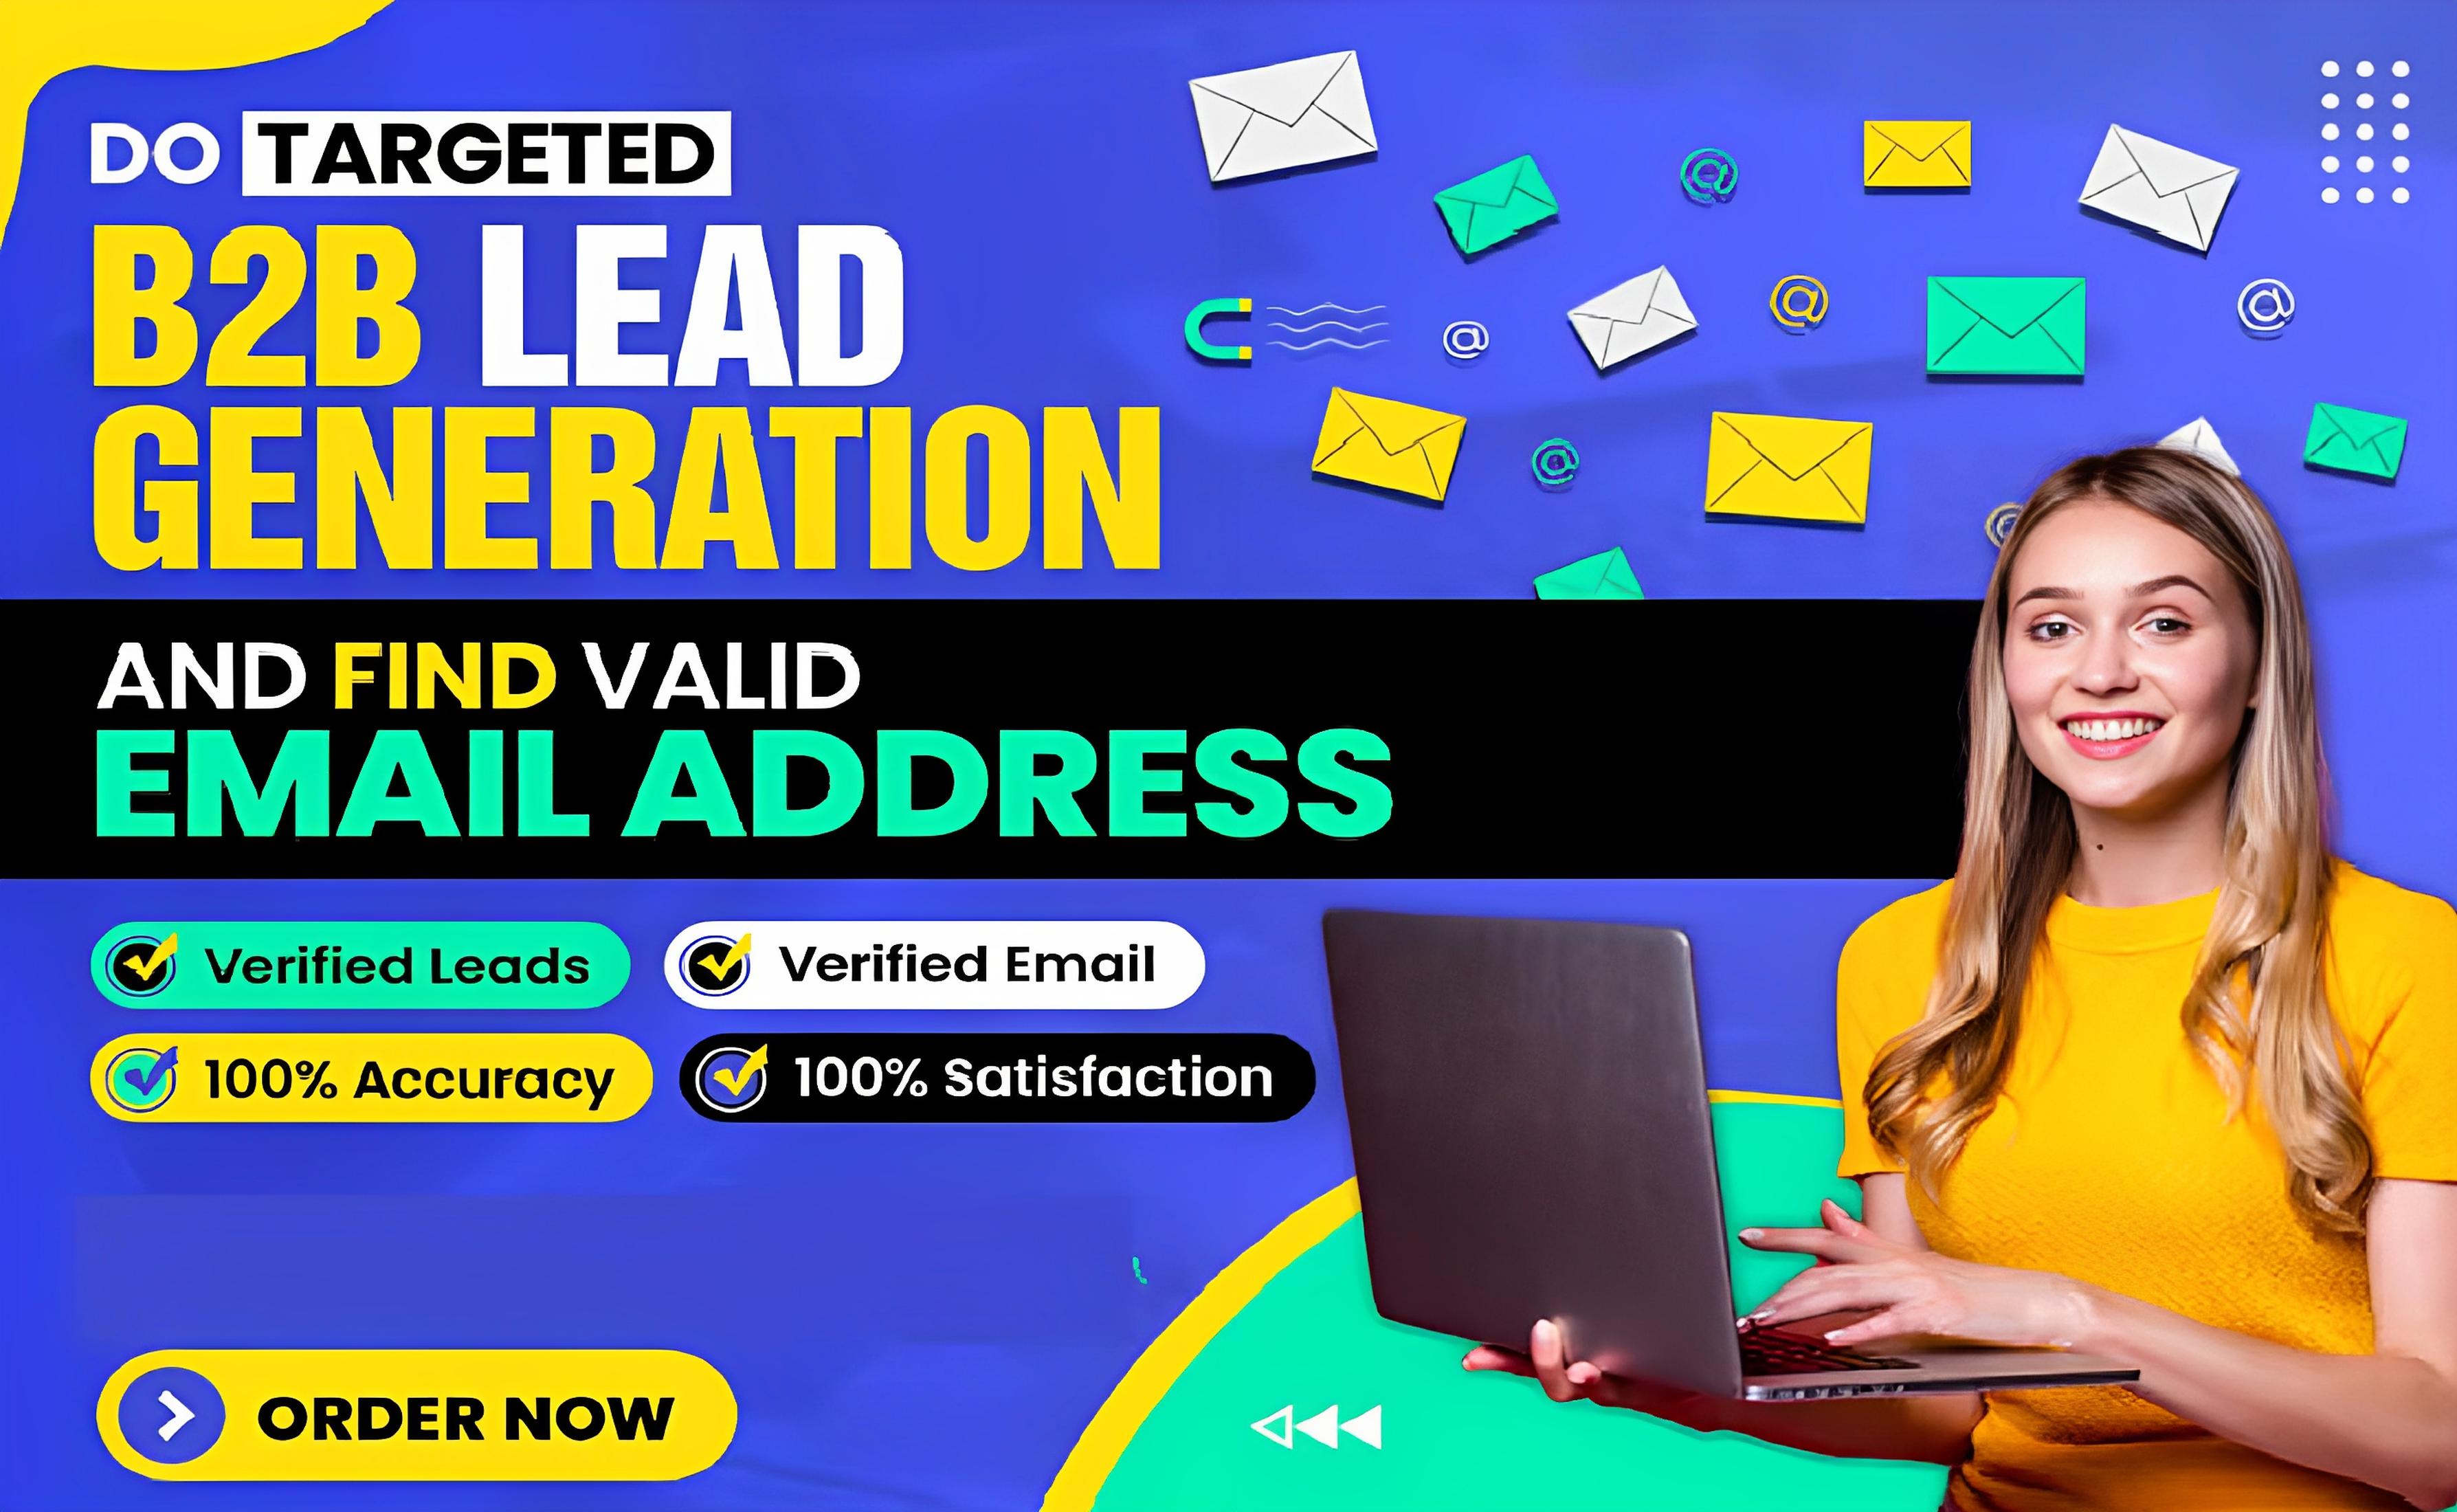 DO TARGETED
B2B LEAD
GENERATION
AND FIND VALID
EMAIL ADDRESS
Verified Leads
Verified Email
100% Accuracy
100% Satisfaction
ORDER NOW